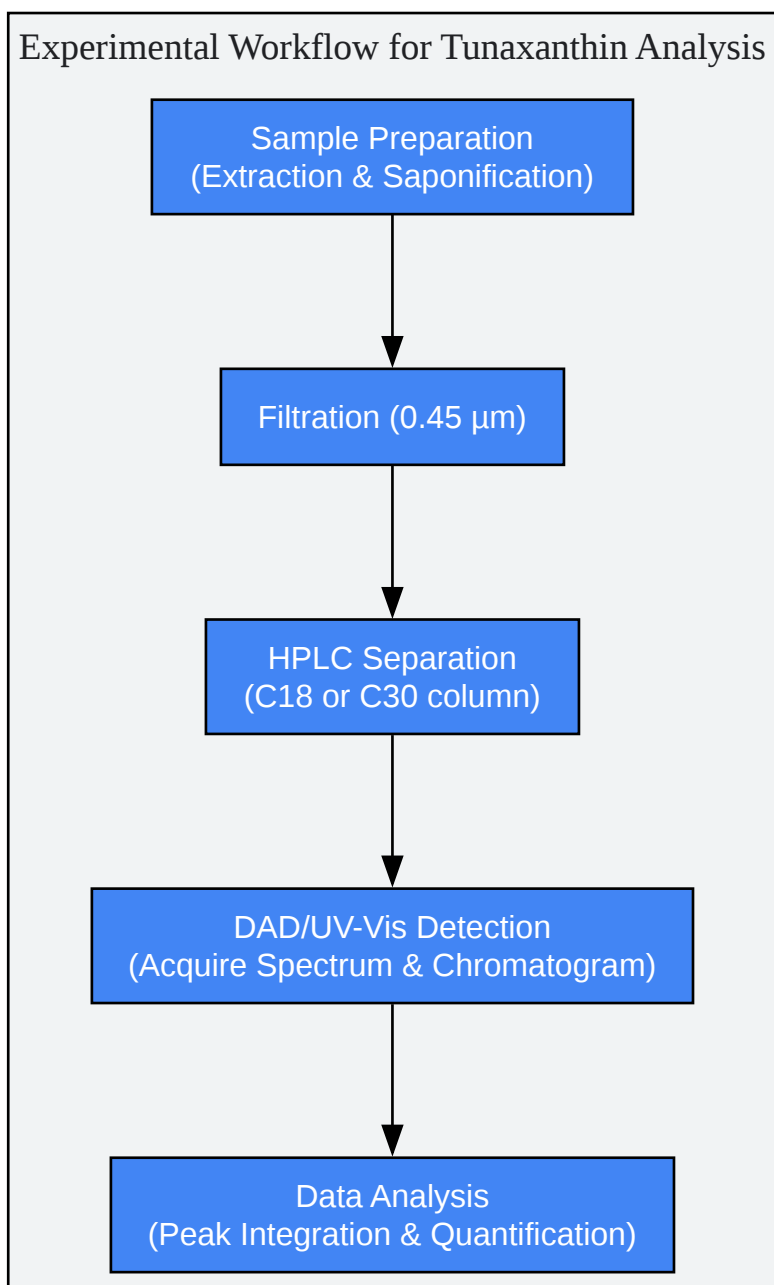 Experimental Workflow for Tunaxanthin Analysis
Sample Preparation
(Extraction & Saponification)
Filtration (0.45 µm)
HPLC Separation
(C18 or C30 column)
DAD/UV-Vis Detection
(Acquire Spectrum & Chromatogram)
Data Analysis
(Peak Integration & Quantification)